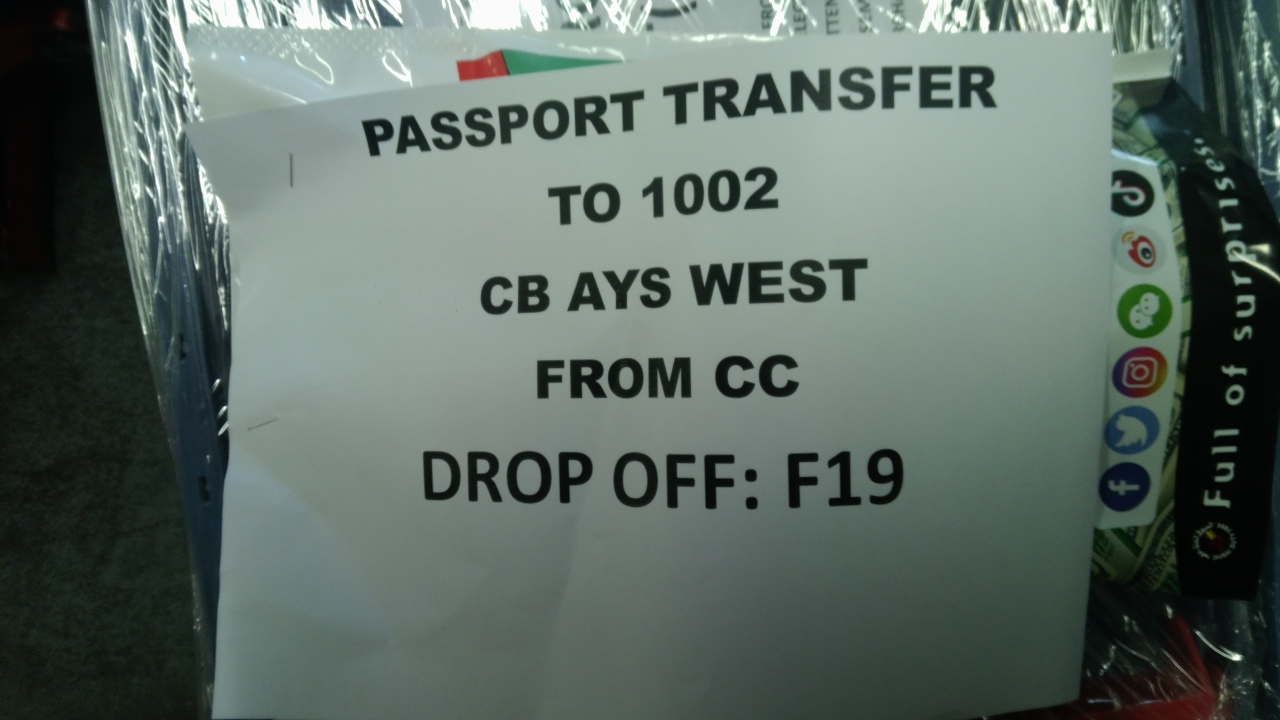 PASSPORT TRANSFER
TO 1002
CB AYS WEST
FROM CC
DROP OFF: F19
Full of surprises